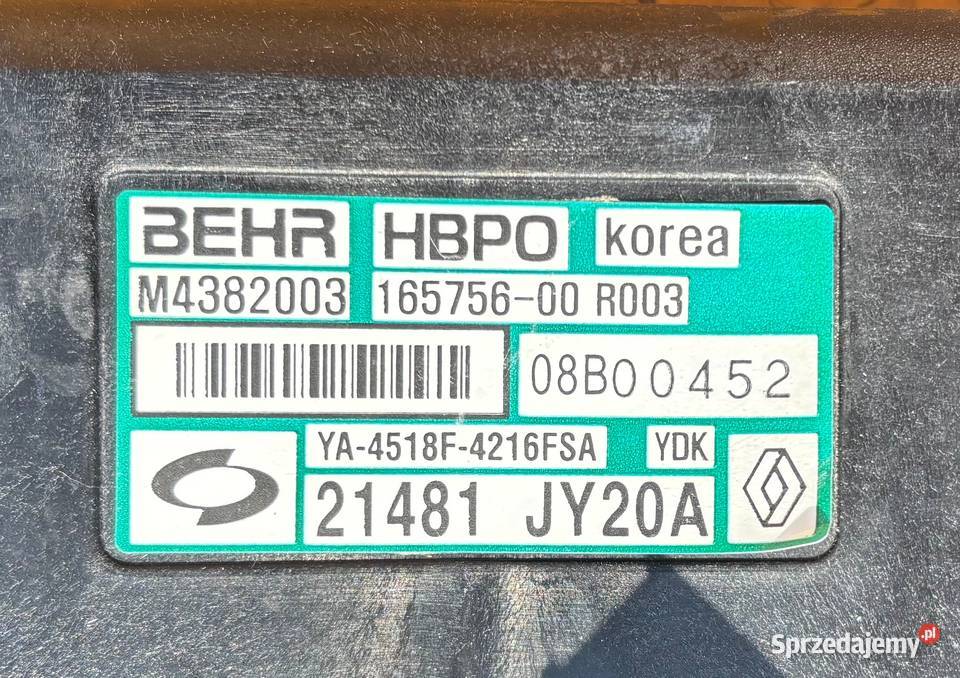 BEHR HBPO korea
M4382003 165756-00 R003
08B00452
YA-4518F-4216FSA YDK
21481 JY20A
Sprzedajemy.pl